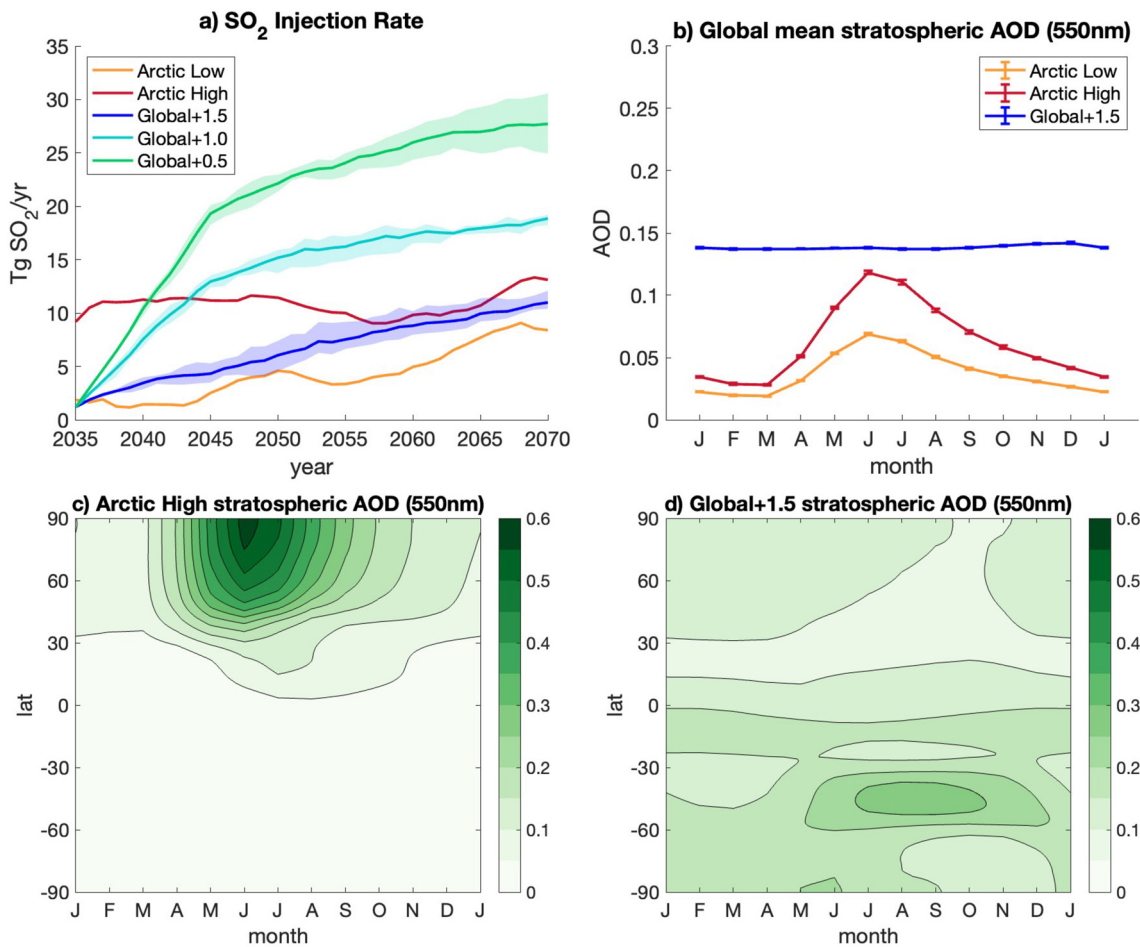 a) SO2 Injection Rate
35
30
25
20
15
10
5
0
Tg SO2/yr
Arctic Low
Arctic High
Global+1.5
Global+1.0
Global+0.5
2035 2040 2045 2050 2055 2060 2065 2070
year
b) Global mean stratospheric AOD (550nm)
0.3
0.25
0.2
0.15
0.1
0.05
0
AOD
Arctic Low
Arctic High
Global+1.5
J F M A M J J A S O N D J
month
c) Arctic High stratospheric AOD (550nm)
90
60
30
0
-30
-60
-90
lat
J F M A M J J A S O N D J
month
0.6
0.5
0.4
0.3
0.2
0.1
0
d) Global+1.5 stratospheric AOD (550nm)
90
60
30
0
-30
-60
-90
lat
J F M A M J J A S O N D J
month
0.6
0.5
0.4
0.3
0.2
0.1
0